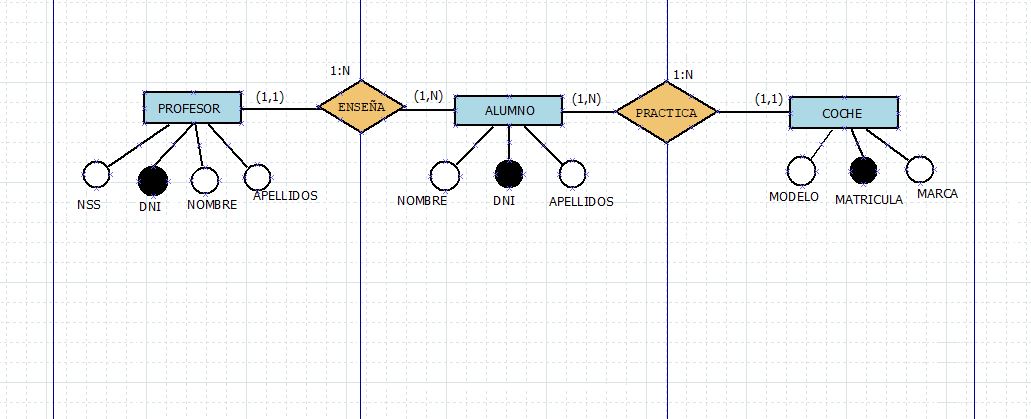 1:N
1:N
PROFESOR
(1,1)
ENSEÑA
(1,N)
ALUMNO
(1,N)
PRACTICA
(1,1)
COCHE
NSS
DNI
NOMBRE
APELLIDOS
NOMBRE
DNI
APELLIDOS
MODELO
MATRICULA
MARCA